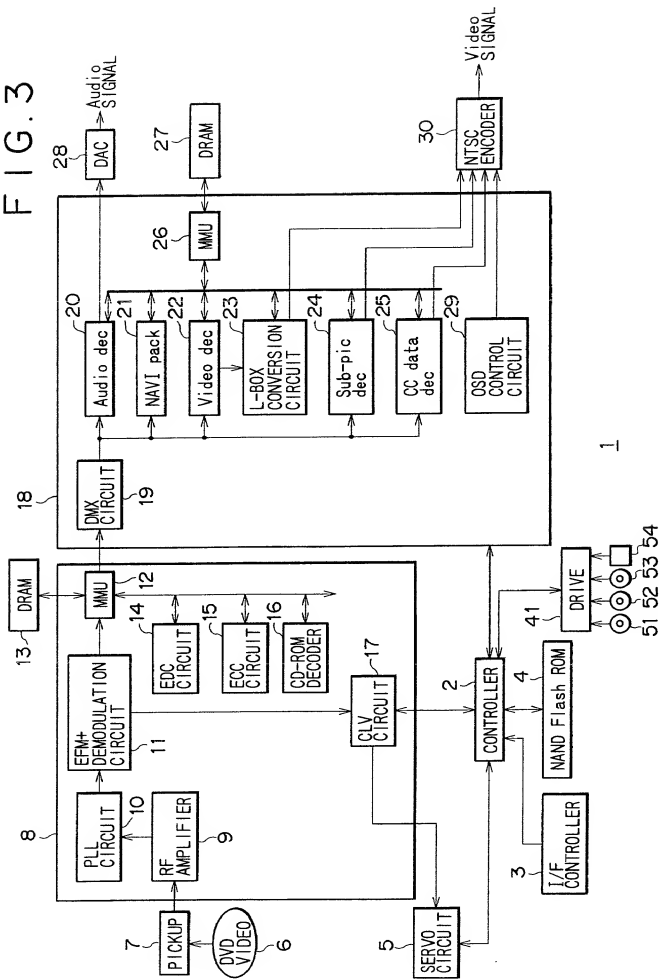 FIG.3
28
DAC
Audio
SIGNAL
27
DRAM
30
NTSC
ENCODER
Video
SIGNAL
18
DMX
CIRCUIT
19
20
Audio dec
21
NAVI pack
22
Video dec
23
L-BOX
CONVERSION
CIRCUIT
24
Sub-pic
dec
25
CC data
dec
29
OSD
CONTROL
CIRCUIT
26
MMU
13
DRAM
8
EFM+
DEMODULATION
CIRCUIT
11
MMU
12
PLL
CIRCUIT
10
RF
AMPLIFIER
9
14
EDC
CIRCUIT
15
ECC
CIRCUIT
16
CD-ROM
DECODER
17
CLV
CIRCUIT
7
PICKUP
DVD
VIDEO
6
5
SERVO
CIRCUIT
2
CONTROLLER
4
NAND Flash ROM
3
I/F
CONTROLLER
41
DRIVE
51
52
53
54
1